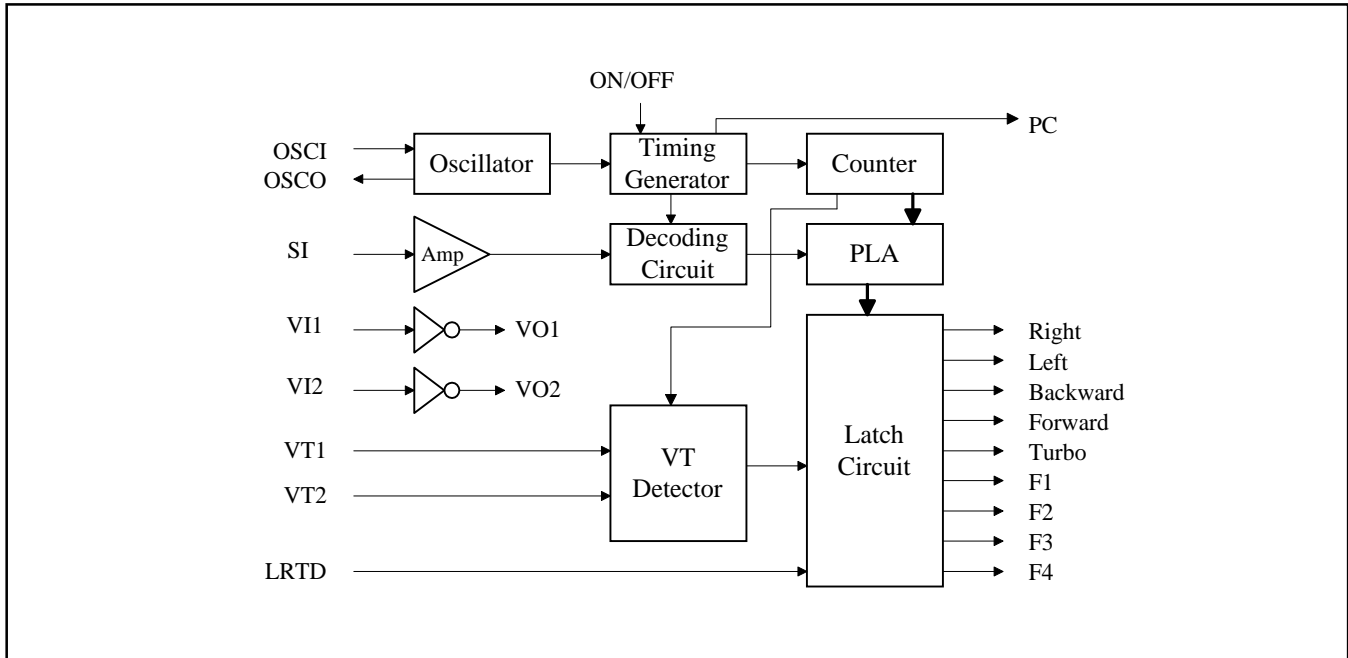 ON/OFF
PC
OSCI
OSCO
Oscillator
Timing
Generator
Counter
SI
Amp
Decoding
Circuit
PLA
VI1
VO1
VI2
VO2
VT1
VT2
VT
Detector
LRTD
Latch
Circuit
Right
Left
Backward
Forward
Turbo
F1
F2
F3
F4